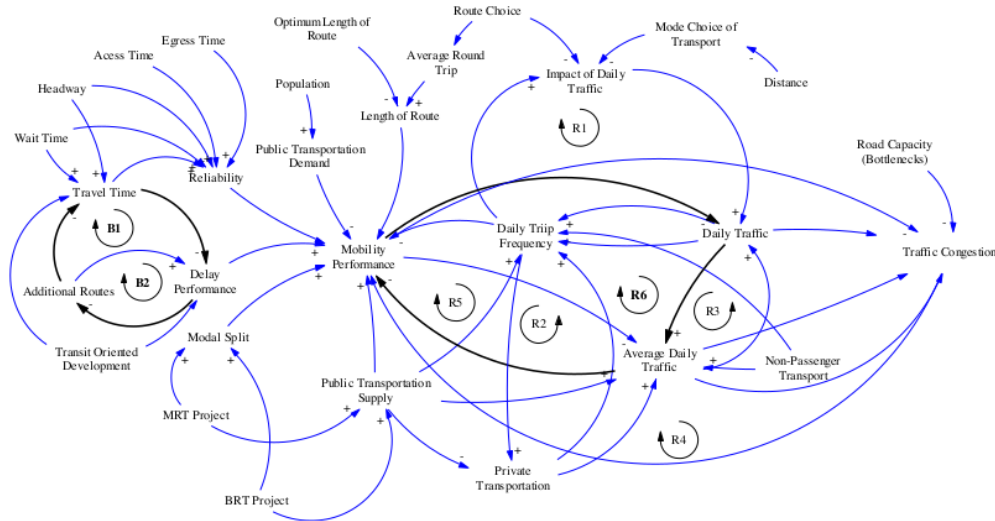 Route Choice
Optimum Length of
Route
Mode Choice of
Transport
Egress Time
Acess Time
Average Round
Trip
Impact of Daily
Traffic
Distance
Headway
Population
Length of Route
R1
Wait Time
Public Transportation
Demand
Road Capacity
(Bottlenecks)
Reliability
Travel Time
B1
Mobility
Performance
Daily Triip
Frequency
Daily Traffic
Traffic Congestion
B2
Additional Routes
Delay
Performance
R5
R2
R6
R3
Modal Split
Transit Oriented
Development
Average Daily
Traffic
Non-Passenger
Transport
Public Transportation
Supply
MRT Project
R4
Private
Transportation
BRT Project